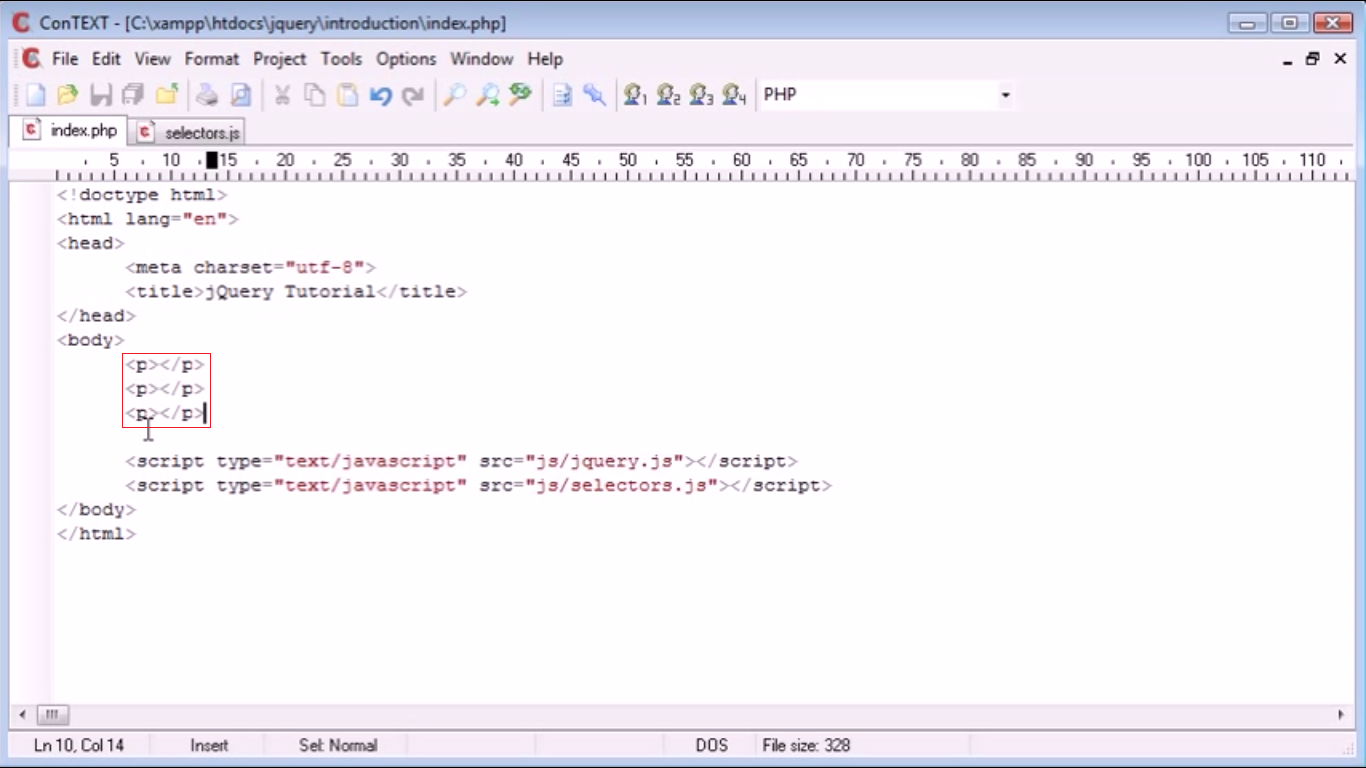 ConTEXT - [C:\xampp\htdocs\jquery\introduction\index.php]
File Edit View Format Project Tools Options Window Help
1 2 3 4 PHP
index.php selectors.js
5 10 15 20 25 30 35 40 45 50 55 60 65 70 75 80 85 90 95 100 105 110
<!doctype html>
<html lang="en">
<head>
<meta charset="utf-8">
<title>jQuery Tutorial</title>
</head>
<body>
<p></p>
<p></p>
<p></p>
<script type="text/javascript" src="js/jquery.js"></script>
<script type="text/javascript" src="js/selectors.js"></script>
</body>
</html>
Ln 10, Col 14 Insert Sel: Normal DOS File size: 328